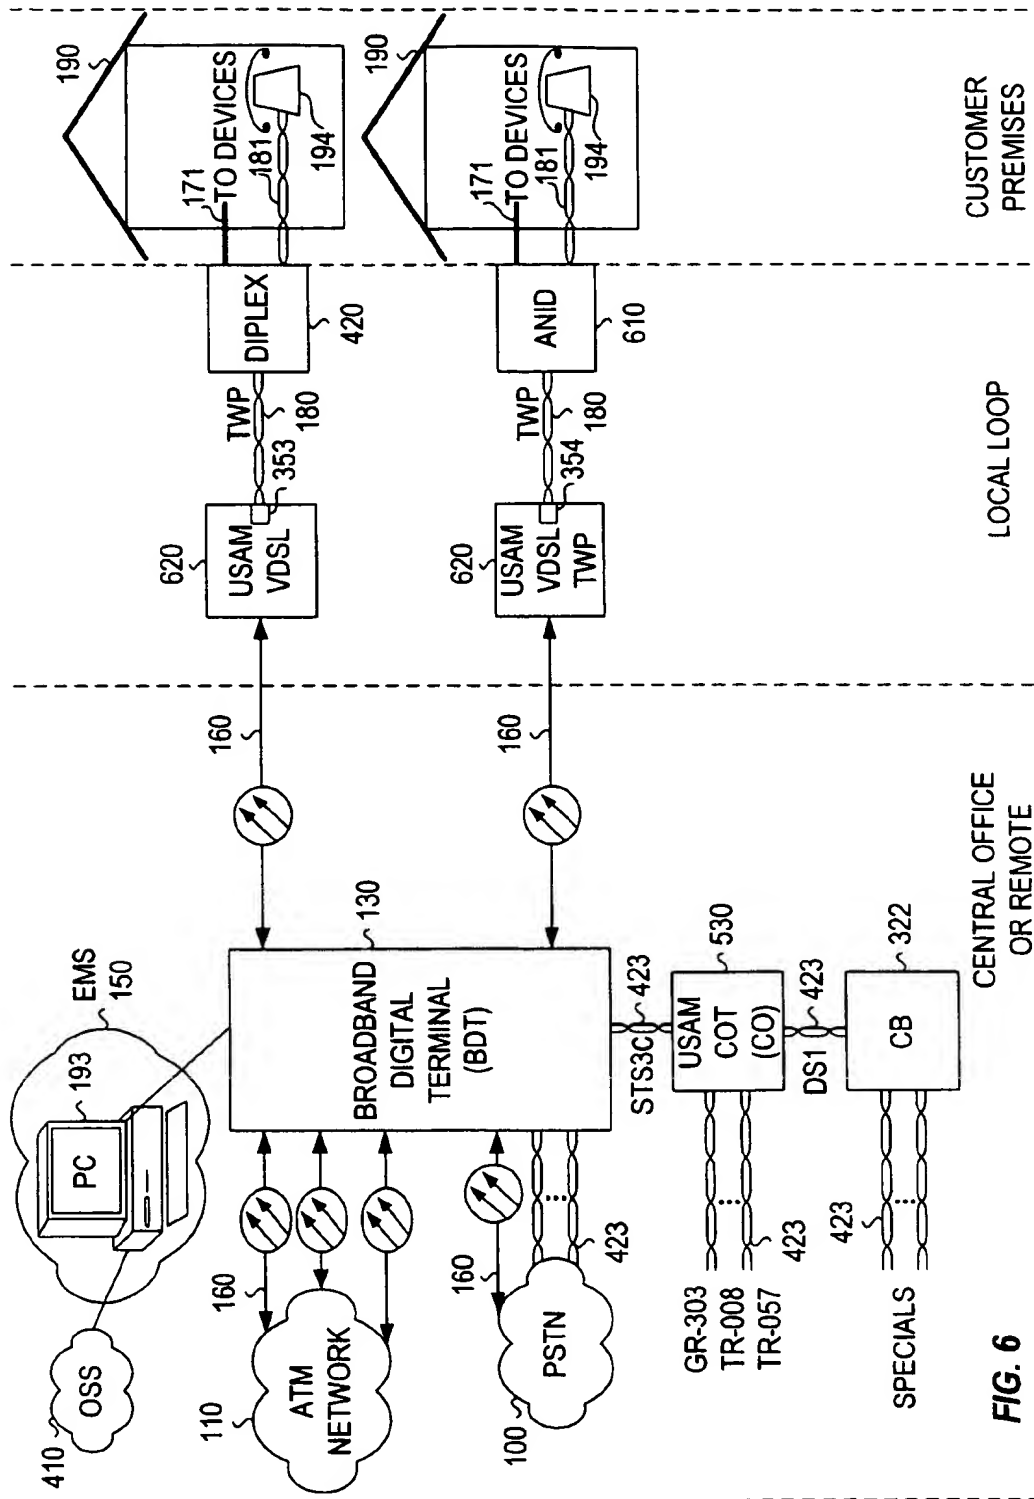 410
OSS
EMS
150
193
PC
110
ATM
NETWORK
160
100
PSTN
160
423
BROADBAND
DIGITAL
TERMINAL
(BDT)
130
STS3C
423
USAM
COT
(CO)
530
GR-303
TR-008
TR-057
423
DS1
423
CB
322
SPECIALS
423
160
160
620
USAM
VDSL
353
TWP
180
DIPLEX
420
620
USAM
VDSL
TWP
354
TWP
180
ANID
610
190
171
TO DEVICES
181
194
190
171
TO DEVICES
181
194
CENTRAL OFFICE
OR REMOTE
LOCAL LOOP
CUSTOMER
PREMISES
FIG. 6